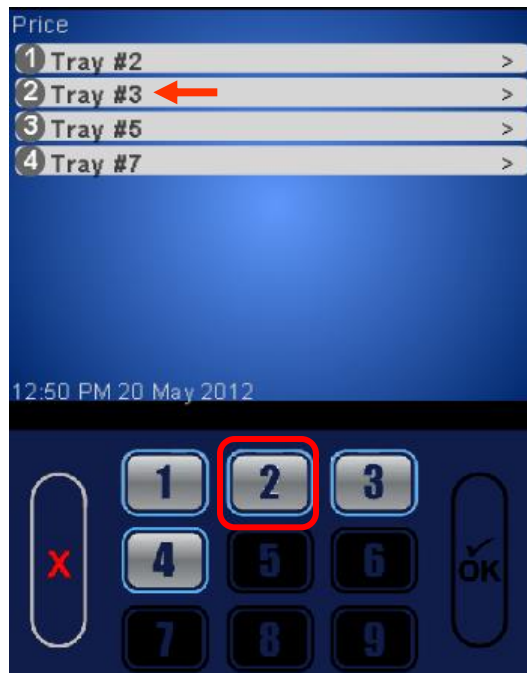 Price
1 Tray #2 >
2 Tray #3 >
3 Tray #5 >
4 Tray #7 >
12:50 PM 20 May 2012
1 2 3
X 4 5 6 OK
7 8 9